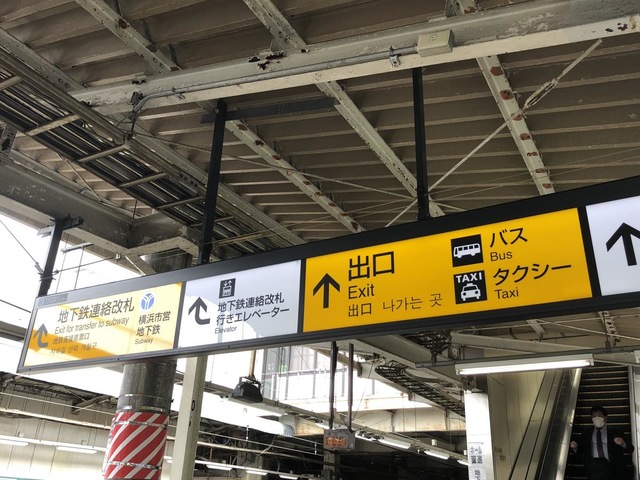 地下鉄連絡改札
Exit for transfer to subway
横浜市営
地下鉄
Subway
地下鉄連絡改札
行きエレベーター
Elevator
出口
Exit
出口 나가는 곳
バス
Bus
TAXI
タクシー
Taxi